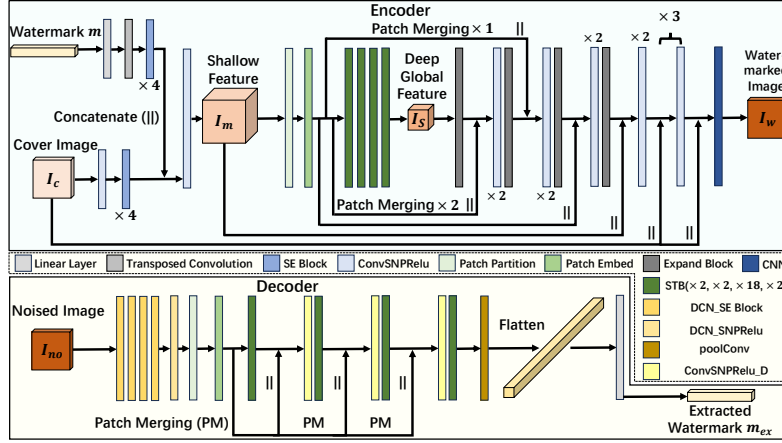 Encoder
Watermark m
Patch Merging × 1
||
× 2
× 2
× 3
× 4
Shallow
Feature
Deep
Global
Feature
Water-
marked
Image
I_m
I_S
I_w
Concatenate (||)
Cover Image
I_c
× 4
Patch Merging × 2
||
× 2
× 2
||
||
||
||
Linear Layer
Transposed Convolution
SE Block
ConvSNPRelu
Patch Partition
Patch Embed
Expand Block
CNN
Decoder
STB(× 2, × 2, × 18, × 2
DCN_SE Block
DCN_SNPRelu
poolConv
ConvSNPRelu_D
Noised Image
I_no
Flatten
||
||
||
Patch Merging (PM)
PM
PM
Extracted
Watermark m_ex